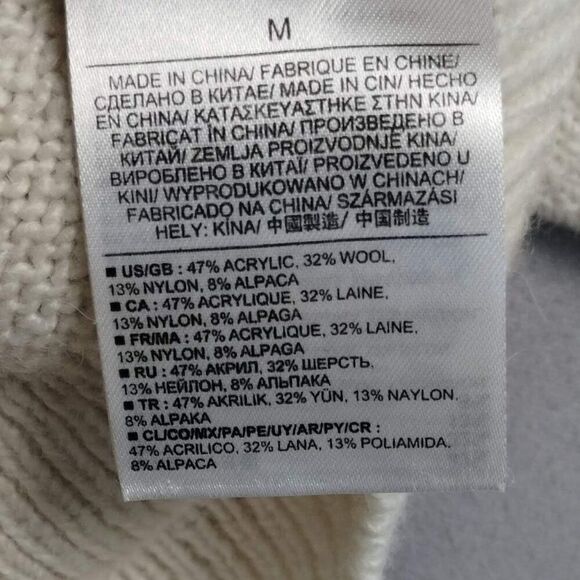 M
MADE IN CHINA/ FABRIQUE EN CHINE/
СДЕЛАНО В КИТАЕ/ MADE IN CIN/ HECHO
EN CHINA/ ΚΑΤΑΣΚΕΥΑΣΤΗΚΕ ΣΤΗΝ ΚΙΝΑ/
FABRICAT ÎN CHINA/ ПРОИЗВЕДЕНО В
КИТАЙ/ ZEMLJA PROIZVODNJE KINA/
ВИРОБЛЕНО В КИТАЇ/ PROIZVEDENO U
KINI/ WYPRODUKOWANO W CHINACH/
FABRICADO NA CHINA/ SZÁRMAZÁSI
HELY: KÍNA/ 中國製造/ 中国制造
■ US/GB : 47% ACRYLIC, 32% WOOL,
13% NYLON, 8% ALPACA
■ CA : 47% ACRYLIQUE, 32% LAINE,
13% NYLON, 8% ALPAGA
■ FR/MA : 47% ACRYLIQUE, 32% LAINE,
13% NYLON, 8% ALPAGA
■ RU : 47% АКРИЛ, 32% ШЕРСТЬ,
13% НЕЙЛОН, 8% АЛЬПАКА
■ TR : 47% AKRILIK, 32% YÜN, 13% NAYLON,
8% ALPAKA
■ CL/CO/MX/PA/PE/UY/AR/PY/CR :
47% ACRILICO, 32% LANA, 13% POLIAMIDA,
8% ALPACA